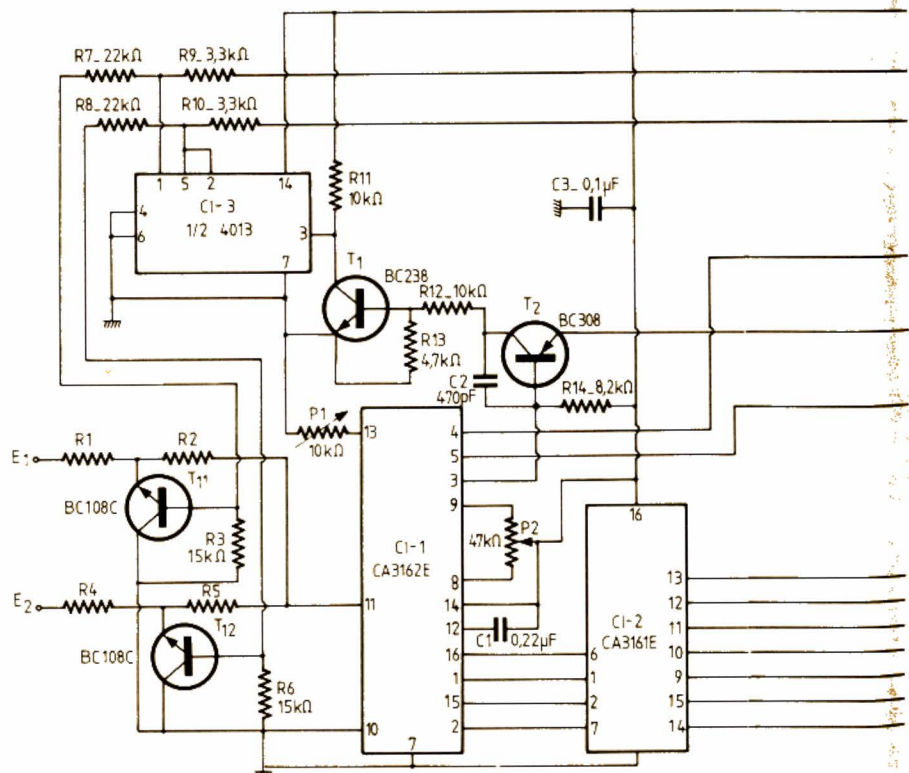 R7_22kΩ
R9_3,3kΩ
R8_22kΩ
R10_3,3kΩ
1
5
2
14
CI-3
1/2 4013
4
6
3
7
R11
10kΩ
C3_0,1µF
T1
BC238
R12_10kΩ
T2
BC308
R13
4,7kΩ
C2
470pF
R14_8,2kΩ
P1
10kΩ
13
4
5
3
9
R1
R2
E1
T11
BC108C
R3
15kΩ
P2
47kΩ
16
CI-1
CA3162E
8
R4
R5
E2
11
14
12
C1
0,22µF
T12
BC108C
R6
15kΩ
16
1
15
2
10
7
6
1
2
7
CI-2
CA3161E
13
12
11
10
9
15
14